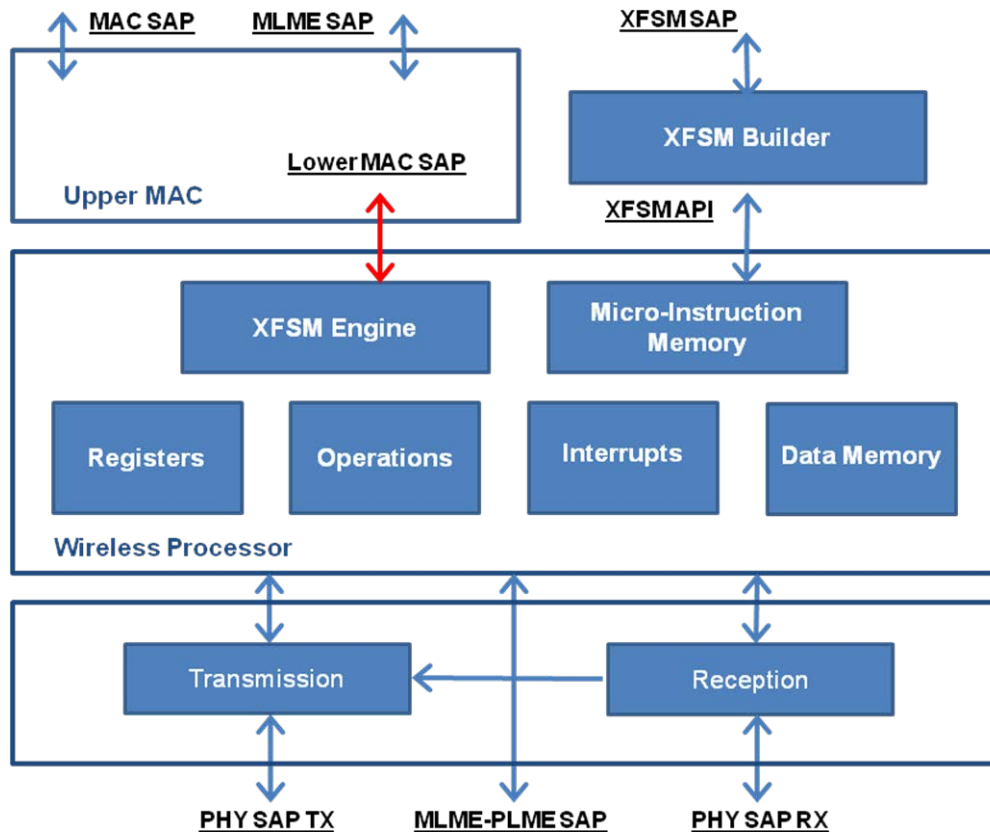 MAC SAP
MLME SAP
XFSM SAP
XFSM Builder
Lower MAC SAP
Upper MAC
XFSM API
XFSM Engine
Micro-Instruction
Memory
Registers
Operations
Interrupts
Data Memory
Wireless Processor
Transmission
Reception
PHY SAP TX
MLME-PLME SAP
PHY SAP RX